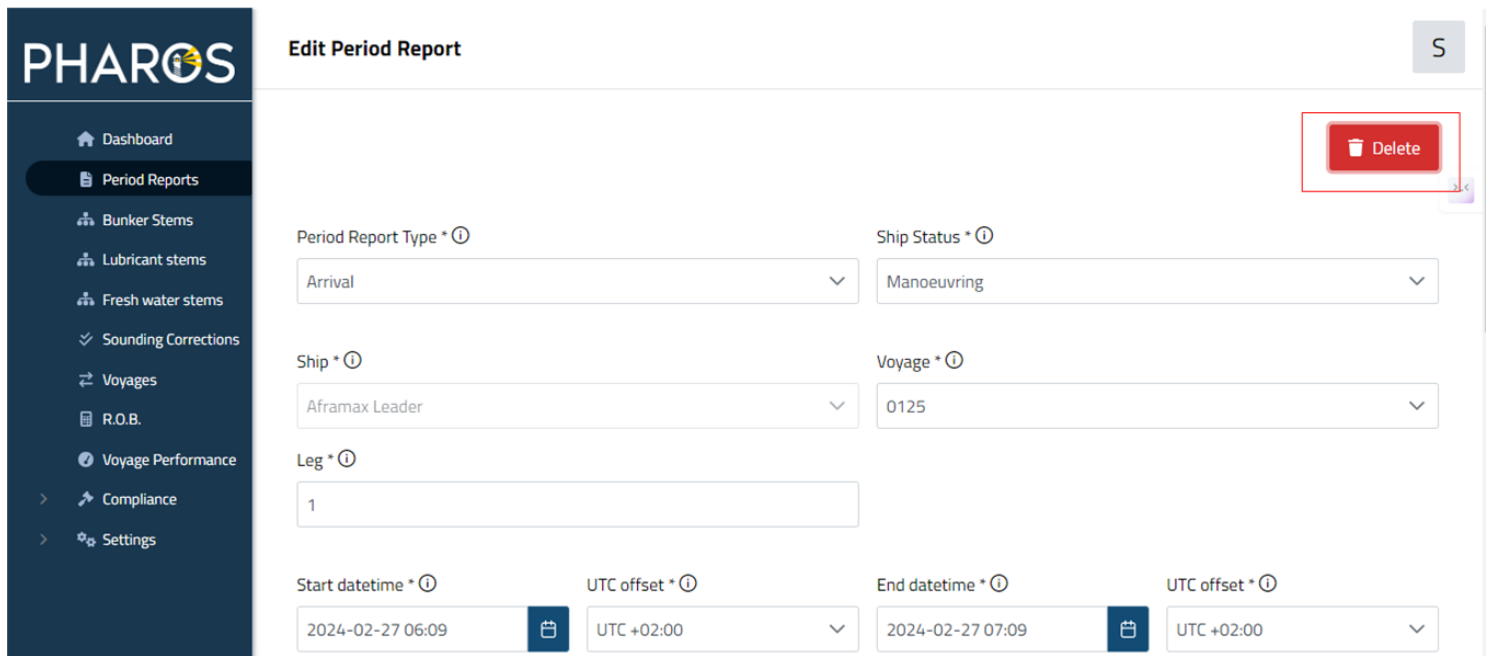 PHAROS
Edit Period Report
S
Dashboard
Period Reports
Bunker Stems
Lubricant stems
Fresh water stems
Sounding Corrections
Voyages
R.O.B.
Voyage Performance
Compliance
Settings
Delete
Period Report Type *
Ship Status *
Arrival
Manoeuvring
Ship *
Voyage *
Aframax Leader
0125
Leg *
1
Start datetime *
UTC offset *
End datetime *
UTC offset *
2024-02-27 06:09
UTC +02:00
2024-02-27 07:09
UTC +02:00